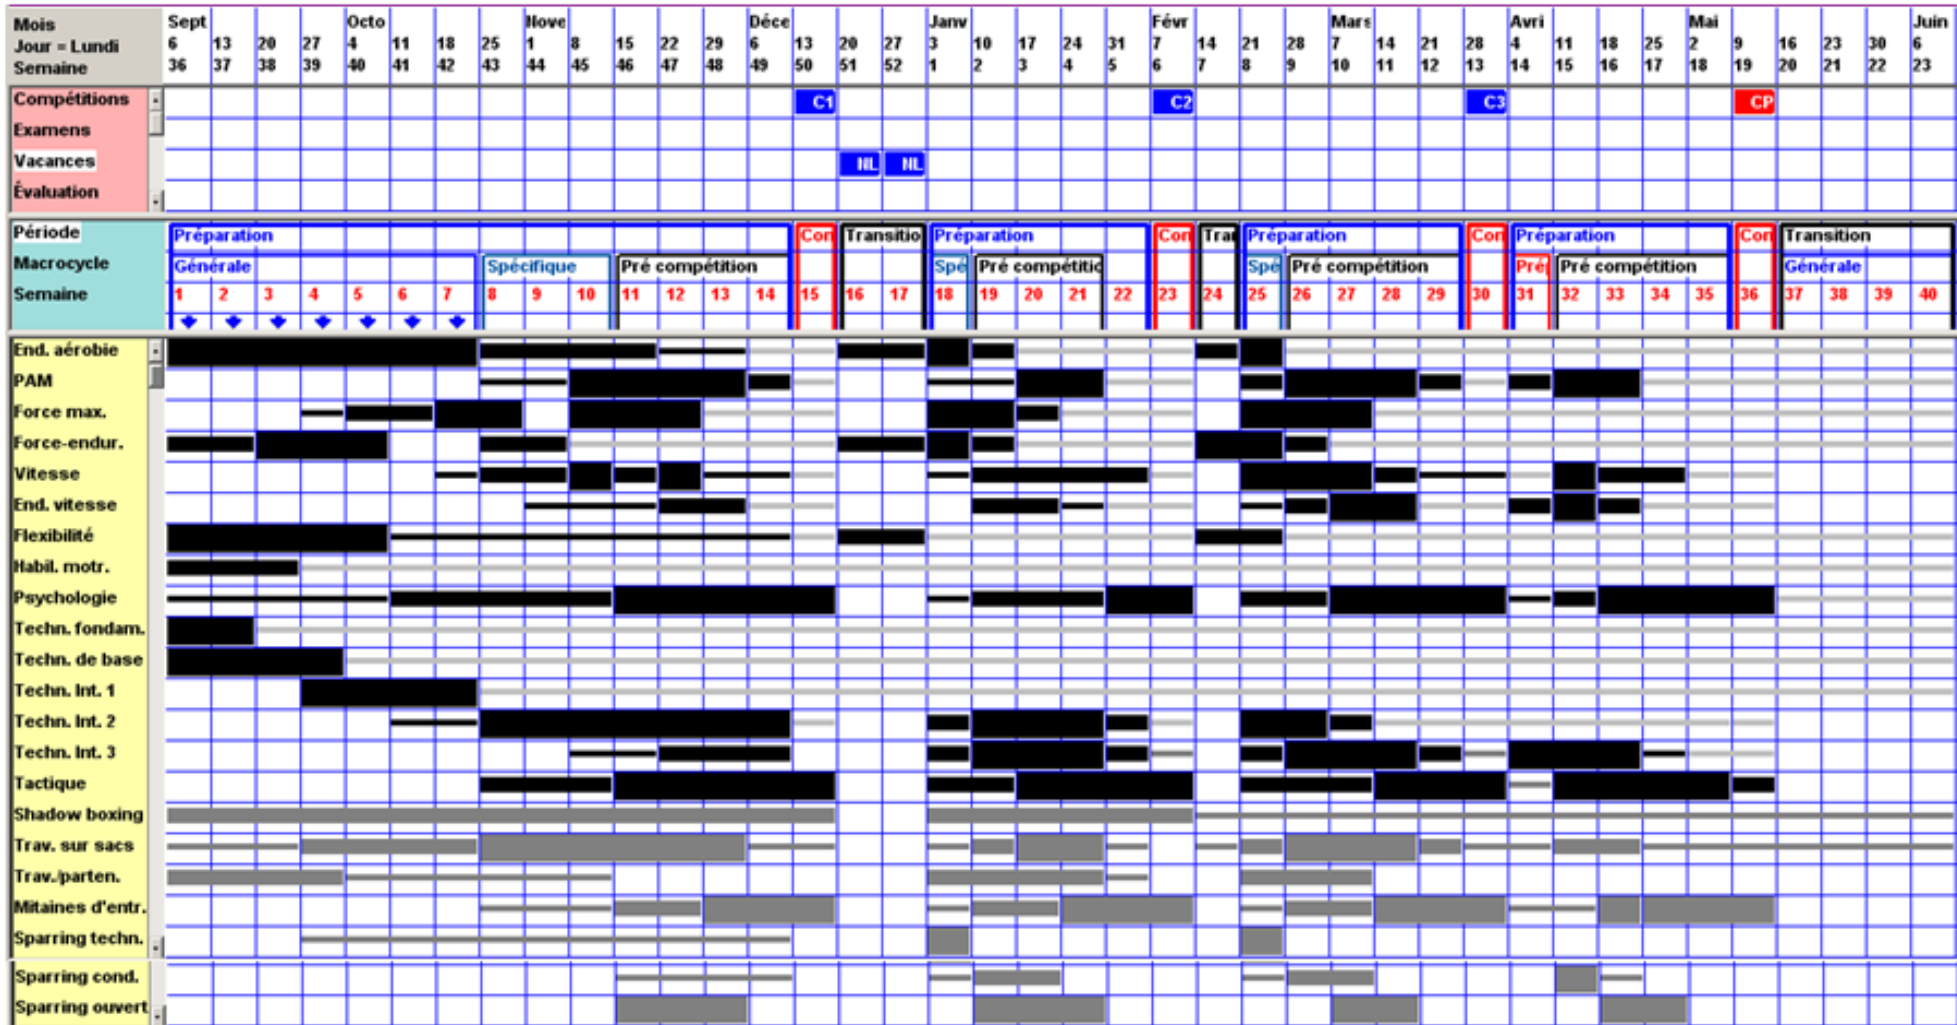 Mois Sept Octo Nove Déce Janv Févr Mars Avri Mai Juin
Jour = Lundi 6 13 20 27 4 11 18 25 1 8 15 22 29 6 13 20 27 3 10 17 24 31 7 14 21 28 7 14 21 28 4 11 18 25 2 9 16 23 30 6
Semaine 36 37 38 39 40 41 42 43 44 45 46 47 48 49 50 51 52 1 2 3 4 5 6 7 8 9 10 11 12 13 14 15 16 17 18 19 20 21 22 23
Compétitions C1 C2 C3 CP
Examens
Vacances NL NL
Évaluation
Période Préparation Con Transitio Préparation Con Tra Préparation Con Préparation Con Transition
Macrocycle Générale Spécifique Pré compétition Spé Pré compétitic Spé Pré compétition Pré Pré compétition Générale
Semaine 1 2 3 4 5 6 7 8 9 10 11 12 13 14 15 16 17 18 19 20 21 22 23 24 25 26 27 28 29 30 31 32 33 34 35 36 37 38 39 40
End. aérobie
PAM
Force max.
Force-endur.
Vitesse
End. vitesse
Flexibilité
Habil. motr.
Psychologie
Techn. fondam.
Techn. de base
Techn. Int. 1
Techn. Int. 2
Techn. Int. 3
Tactique
Shadow boxing
Trav. sur sacs
Trav./parten.
Mitaines d'entr.
Sparring techn.
Sparring cond.
Sparring ouvert